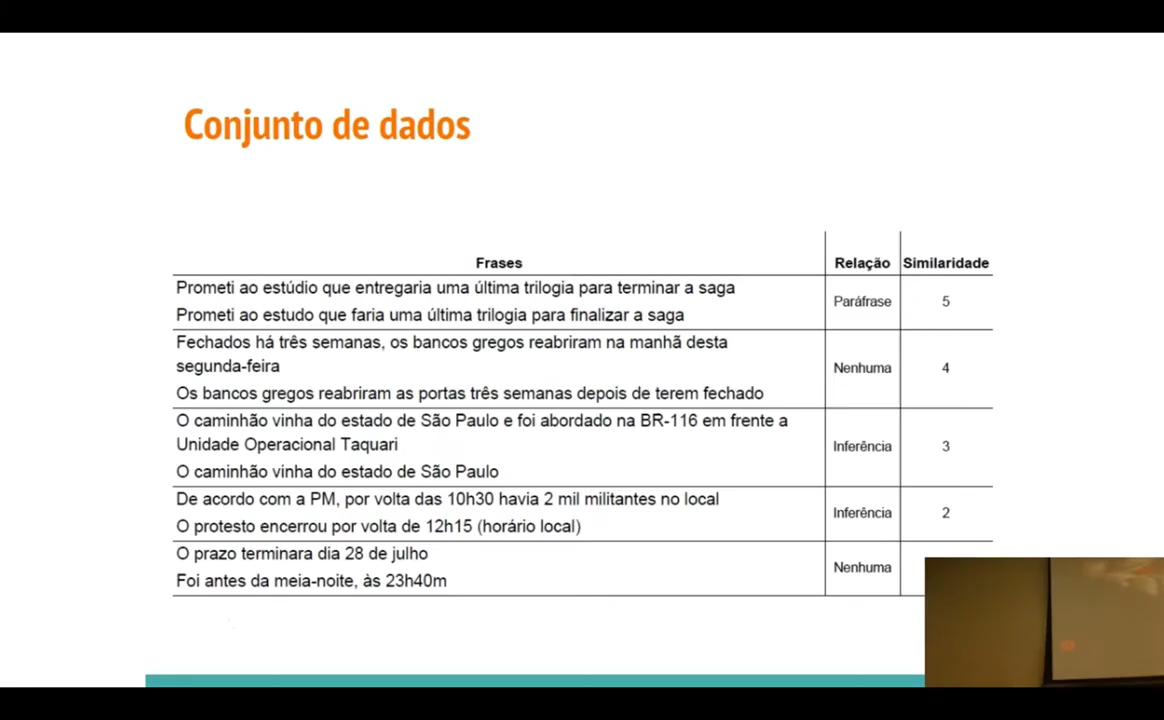 Conjunto de dados
Frases Relação Similaridade
Prometi ao estúdio que entregaria uma última trilogia para terminar a saga
Prometi ao estudo que faria uma última trilogia para finalizar a saga
Paráfrase 5
Fechados há três semanas, os bancos gregos reabriram na manhã desta
segunda-feira
Os bancos gregos reabriram as portas três semanas depois de terem fechado
Nenhuma 4
O caminhão vinha do estado de São Paulo e foi abordado na BR-116 em frente a
Unidade Operacional Taquari
O caminhão vinha do estado de São Paulo
Inferência 3
De acordo com a PM, por volta das 10h30 havia 2 mil militantes no local
O protesto encerrou por volta de 12h15 (horário local)
Inferência 2
O prazo terminara dia 28 de julho
Foi antes da meia-noite, às 23h40m
Nenhuma